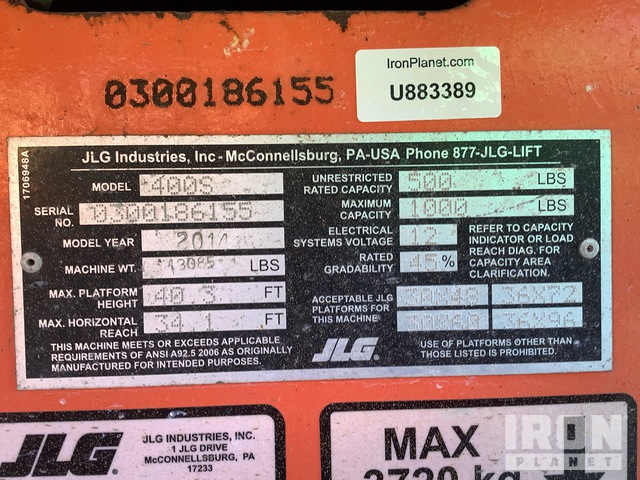 IronPlanet.com
U883389
0300186155
1706948A
JLG Industries, Inc - McConnellsburg, PA-USA Phone 877-JLG-LIFT
MODEL 400S
SERIAL NO. 0300186155
MODEL YEAR 2014
MACHINE WT. 13085 LBS
MAX. PLATFORM HEIGHT 40.3 FT
MAX. HORIZONTAL REACH 34.1 FT
THIS MACHINE MEETS OR EXCEEDS APPLICABLE
REQUIREMENTS OF ANSI A92.5 2006 AS ORIGINALLY
MANUFACTURED FOR INTENDED PURPOSES.
UNRESTRICTED RATED CAPACITY 500 LBS
MAXIMUM CAPACITY 1000 LBS
ELECTRICAL SYSTEMS VOLTAGE 12
RATED GRADABILITY 45 %
REFER TO CAPACITY
INDICATOR OR LOAD
REACH DIAG. FOR
CAPACITY AREA
CLARIFICATION.
ACCEPTABLE JLG
PLATFORMS FOR
THIS MACHINE
30X48 36X72
30X60 36X96
JLG
USE OF PLATFORMS OTHER THAN
THOSE LISTED IS PROHIBITED.
JLG
JLG INDUSTRIES, INC.
1 JLG DRIVE
McCONNELLSBURG, PA
17233
MAX
IRON
PLANET